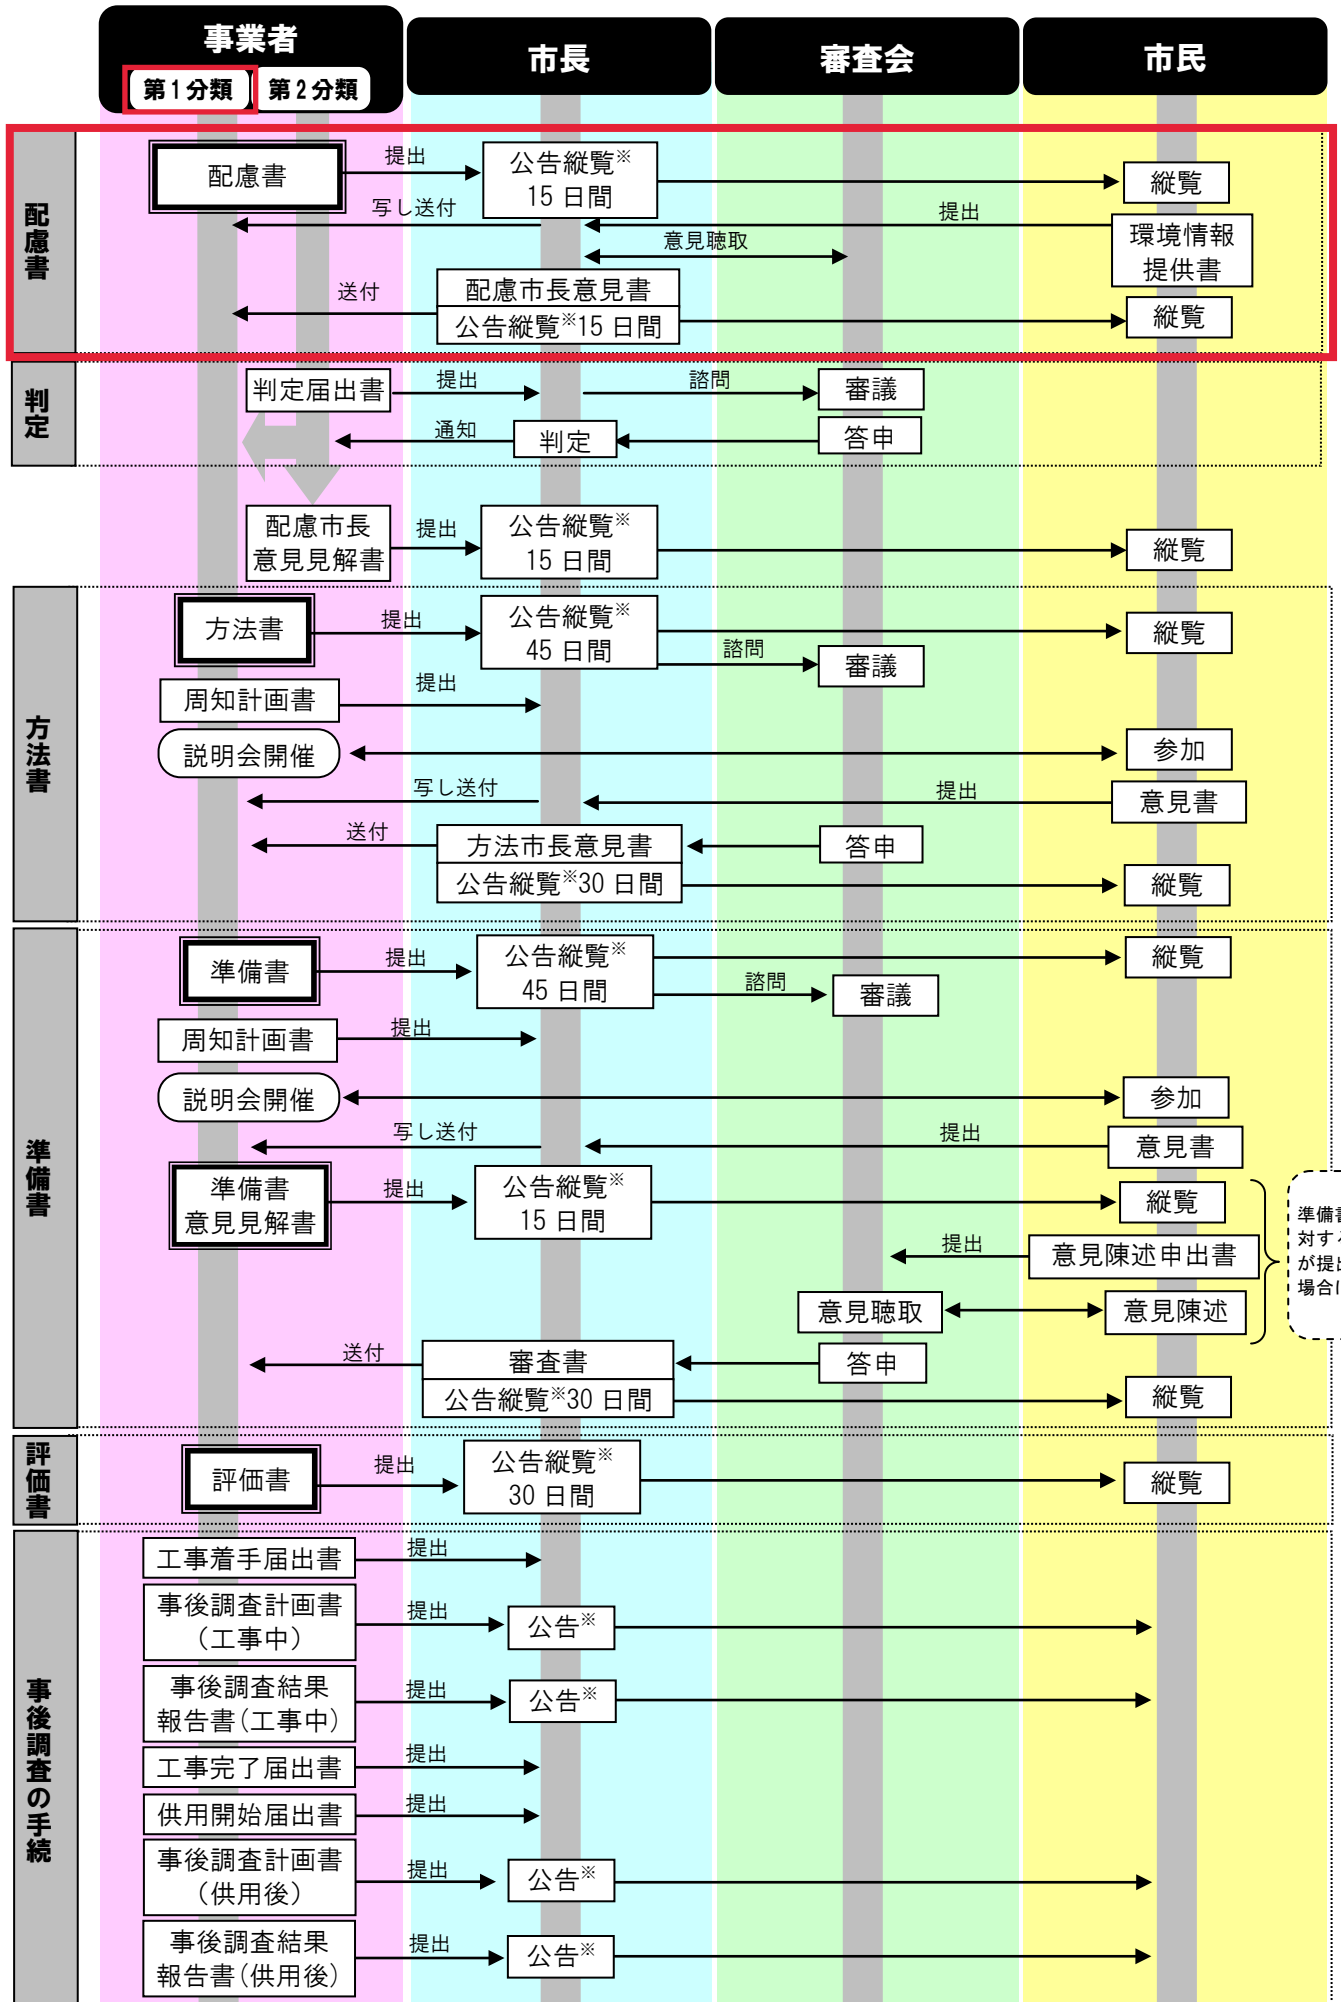 事業者
第1分類
第2分類
市長
審査会
市民
配慮書
配慮書
提出
公告縦覧※
15日間
縦覧
写し送付
提出
環境情報
提供書
意見聴取
配慮市長意見書
送付
公告縦覧※15日間
縦覧
判定
判定届出書
提出
諮問
審議
通知
判定
答申
配慮市長
意見見解書
提出
公告縦覧※
15日間
縦覧
方法書
方法書
提出
公告縦覧※
45日間
縦覧
諮問
審議
周知計画書
提出
説明会開催
参加
写し送付
提出
意見書
送付
方法市長意見書
答申
公告縦覧※30日間
縦覧
準備書
準備書
提出
公告縦覧※
45日間
縦覧
諮問
審議
周知計画書
提出
説明会開催
参加
写し送付
提出
意見書
準備書
意見見解書
提出
公告縦覧※
15日間
縦覧
提出
意見陳述申出書
意見聴取
意見陳述
準備書
対する
が提出
場合に
送付
審査書
答申
公告縦覧※30日間
縦覧
評価書
評価書
提出
公告縦覧※
30日間
縦覧
事後調査の手続
工事着手届出書
提出
事後調査計画書
(工事中)
提出
公告※
事後調査結果
報告書(工事中)
提出
公告※
工事完了届出書
提出
供用開始届出書
提出
事後調査計画書
(供用後)
提出
公告※
事後調査結果
報告書(供用後)
提出
公告※